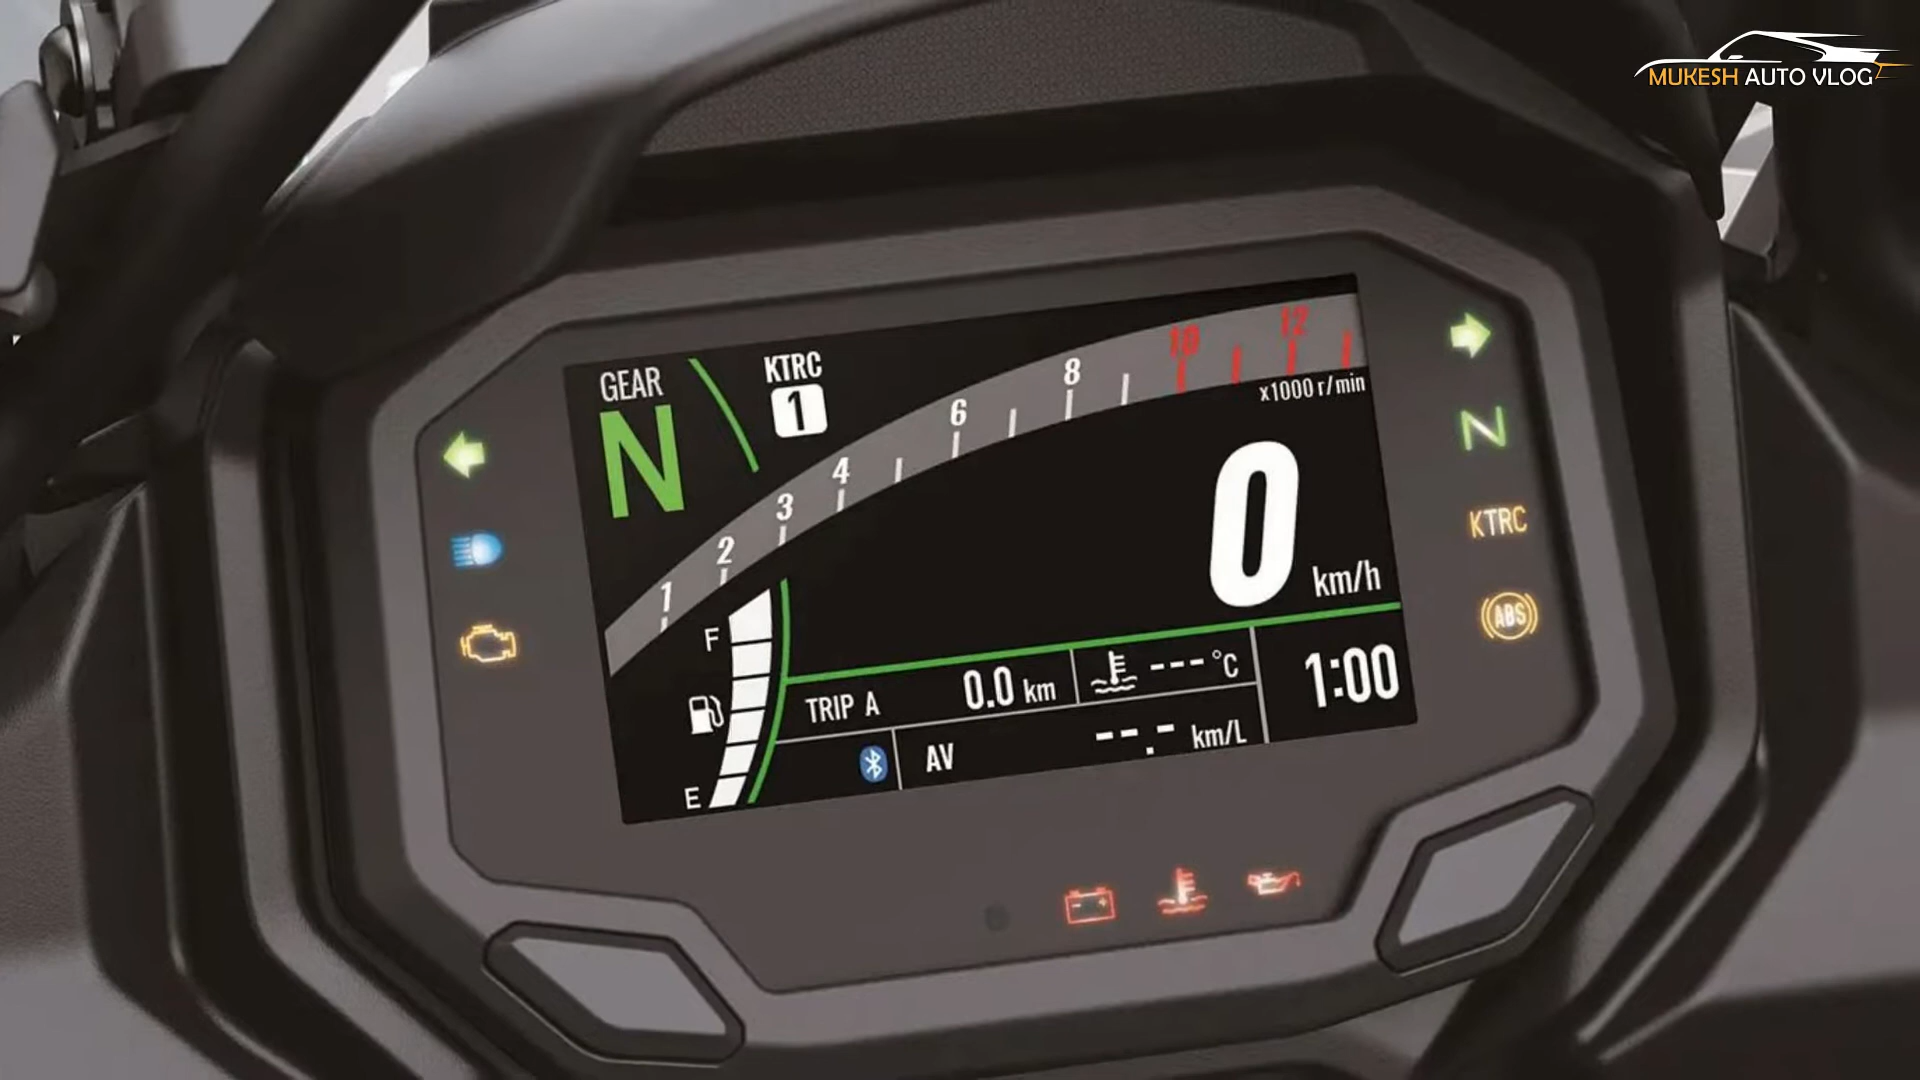 MUKESH AUTO VLOG
GEAR
N
KTRC
1
1 2 3 4 6 8 10 12
x1000 r/min
N
KTRC
ABS
0 km/h
F
E
TRIP A 0.0 km
---°C
1:00
AV --.- km/L